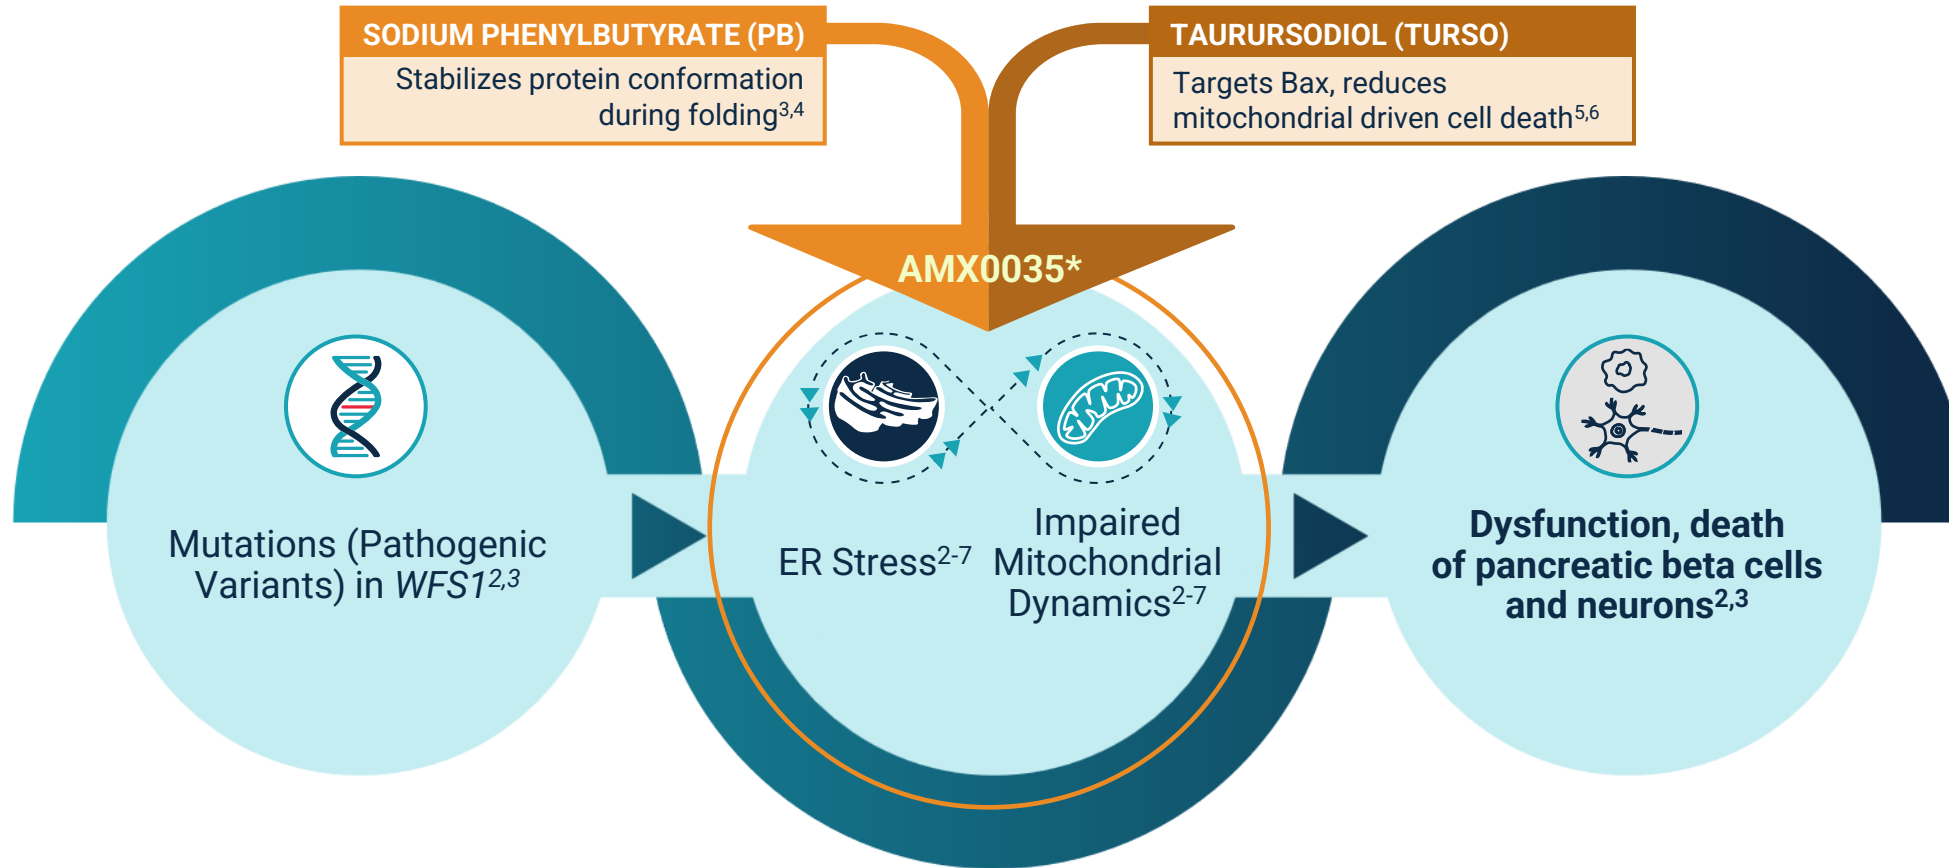 SODIUM PHENYLBUTYRATE (PB)
Stabilizes protein conformation
during folding3,4
TAURURSODIOL (TURSO)
Targets Bax, reduces
mitochondrial driven cell death5,6
AMX0035*
Mutations (Pathogenic
Variants) in WFS12,3
ER Stress2-7
Impaired
Mitochondrial
Dynamics2-7
Dysfunction, death
of pancreatic beta cells
and neurons2,3